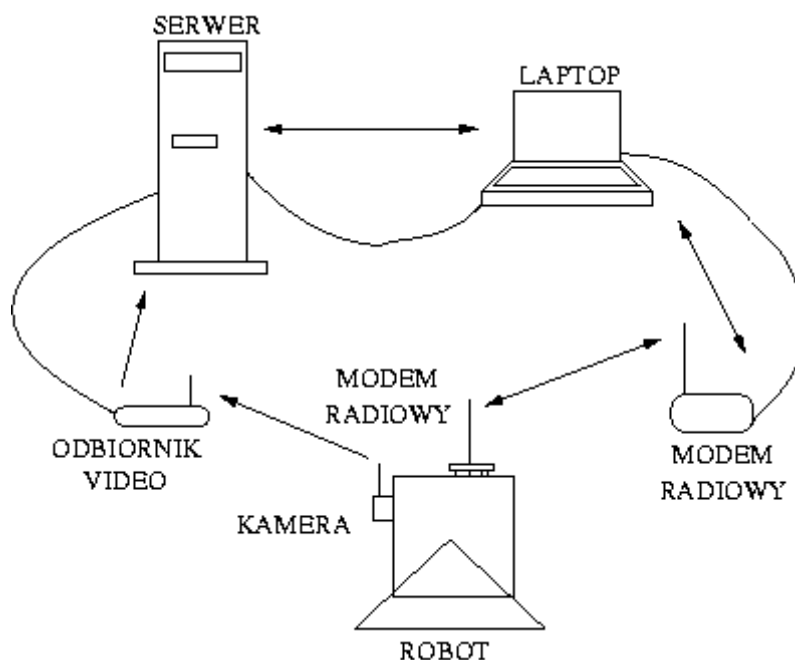 SERWER
LAPTOP
MODEM
RADIOWY
ODBIORNIK
VIDEO
MODEM
RADIOWY
KAMERA
ROBOT